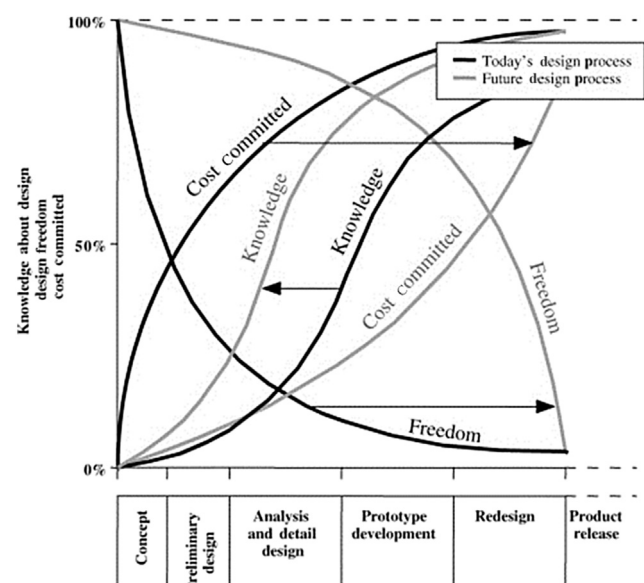 100%
Today's design process
Future design process
Cost committed
Knowledge
Knowledge
50%
Cost committed
Freedom
Freedom
0%
Knowledge about design
design freedom
cost committed
Concept
reliminary
design
Analysis
and detail
design
Prototype
development
Redesign
Product
release